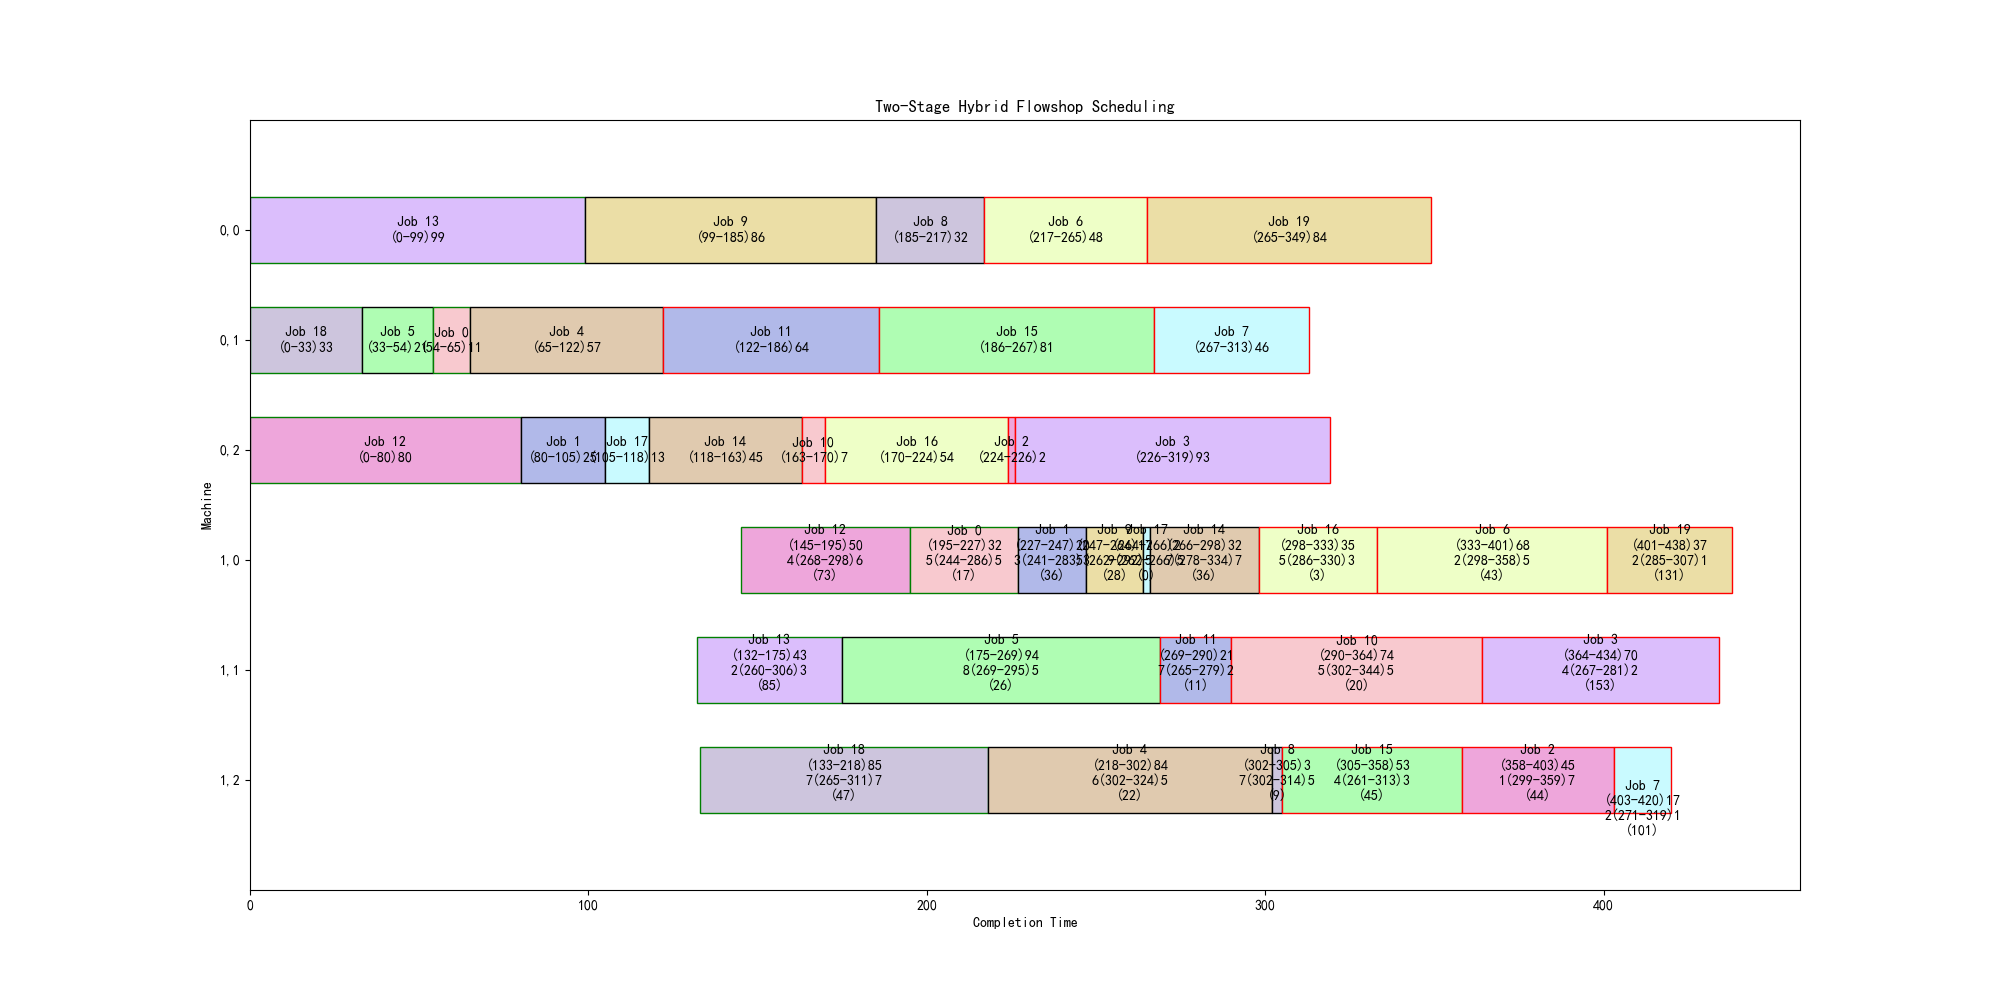 Two-Stage Hybrid Flowshop Scheduling
Machine
0,0
Job 13
(0-99)99
Job 9
(99-185)86
Job 8
(185-217)32
Job 6
(217-265)48
Job 19
(265-349)84
0,1
Job 18
(0-33)33
Job 5
(33-54)21
Job 0
(54-65)11
Job 4
(65-122)57
Job 11
(122-186)64
Job 15
(186-267)81
Job 7
(267-313)46
0,2
Job 12
(0-80)80
Job 1
(80-105)25
Job 17
(105-118)13
Job 14
(118-163)45
Job 10
(163-170)7
Job 16
(170-224)54
Job 2
(224-226)2
Job 3
(226-319)93
1,0
Job 12
(145-195)50
4(268-298)6
(73)
Job 0
(195-227)32
5(244-286)5
(17)
Job 1
(227-247)20
3(241-283)
(36)
Job 9
(28)
Job 17
(0)
Job 14
(266-298)32
(278-334)7
(36)
Job 16
(298-333)35
5(286-330)3
(3)
Job 6
(333-401)68
2(298-358)5
(43)
Job 19
(401-438)37
2(285-307)1
(131)
1,1
Job 13
(132-175)43
2(260-306)3
(85)
Job 5
(175-269)94
8(269-295)5
(26)
Job 11
(269-290)21
7(265-279)2
(11)
Job 10
(290-364)74
5(302-344)5
(20)
Job 3
(364-434)70
4(267-281)2
(153)
1,2
Job 18
(133-218)85
7(265-311)7
(47)
Job 4
(218-302)84
6(302-324)5
(22)
Job 8
(302-305)3
7(302-314)5
(9)
Job 15
(305-358)53
4(261-313)3
(45)
Job 2
(358-403)45
1(299-359)7
(44)
Job 7
(403-420)17
2(271-319)1
(101)
0
100
200
300
400
Completion Time